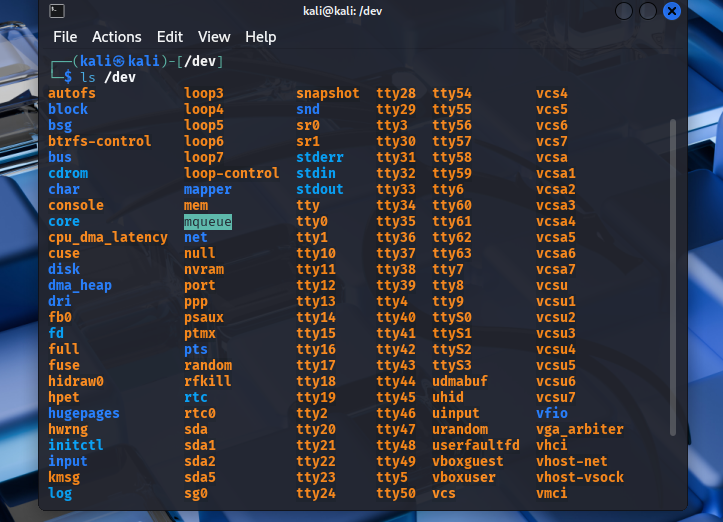 kali@kali: /dev
File Actions Edit View Help
(kali㉿kali)-[/dev]
$ ls /dev
autofs loop3 snapshot tty28 tty54 vcs4
block loop4 snd tty29 tty55 vcs5
bsg loop5 sr0 tty3 tty56 vcs6
btrfs-control loop6 sr1 tty30 tty57 vcs7
bus loop7 stderr tty31 tty58 vcsa
cdrom loop-control stdin tty32 tty59 vcsa1
char mapper stdout tty33 tty6 vcsa2
console mem tty tty34 tty60 vcsa3
core mqueue tty0 tty35 tty61 vcsa4
cpu_dma_latency net tty1 tty36 tty62 vcsa5
cuse null tty10 tty37 tty63 vcsa6
disk nvram tty11 tty38 tty7 vcsa7
dma_heap port tty12 tty39 tty8 vcsu
dri ppp tty13 tty4 tty9 vcsu1
fb0 psaux tty14 tty40 ttyS0 vcsu2
fd ptmx tty15 tty41 ttyS1 vcsu3
full pts tty16 tty42 ttyS2 vcsu4
fuse random tty17 tty43 ttyS3 vcsu5
hidraw0 rfkill tty18 tty44 udmabuf vcsu6
hpet rtc tty19 tty45 uhid vcsu7
hugepages rtc0 tty2 tty46 uinput vfio
hwrng sda tty20 tty47 urandom vga_arbiter
initctl sda1 tty21 tty48 userfaultfd vhci
input sda2 tty22 tty49 vboxguest vhost-net
kmsg sda5 tty23 tty5 vboxuser vhost-vsock
log sg0 tty24 tty50 vcs vmci